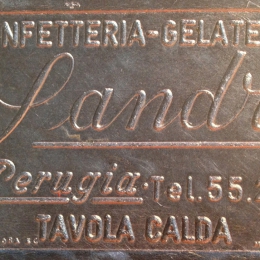 NFETTERIA-GELATE
Sandr
Perugia·Tel.55.
TAVOLA CALDA